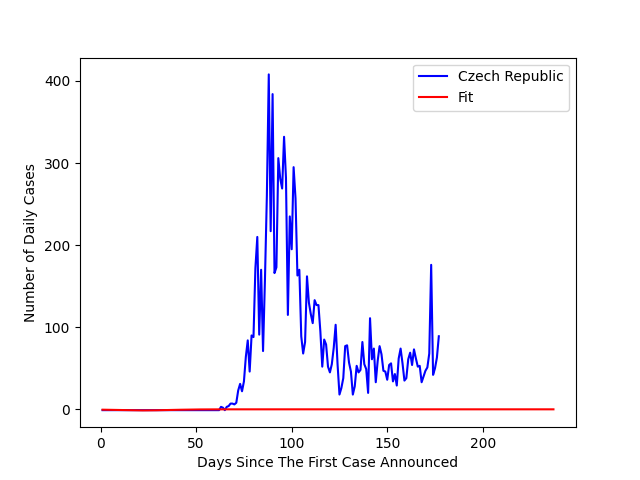 Czech Republic
Fit
400
300
200
100
0
Number of Daily Cases
0
50
100
150
200
Days Since The First Case Announced